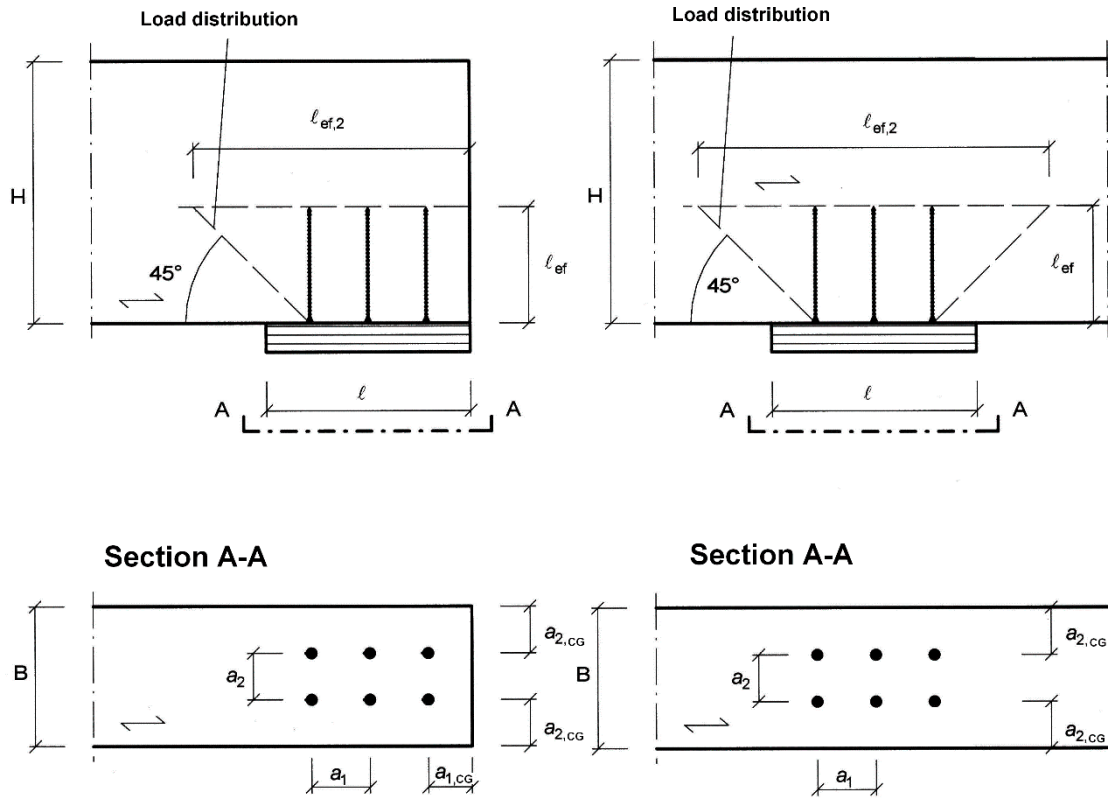 Load distribution
Load distribution
ℓef,2
ℓef,2
H
H
45°
ℓef
45°
ℓef
ℓ
ℓ
A
A
A
A
Section A-A
Section A-A
B
a2
a2,CG
a2,CG
B
a2
a2,CG
a2,CG
a1
a1,CG
a1